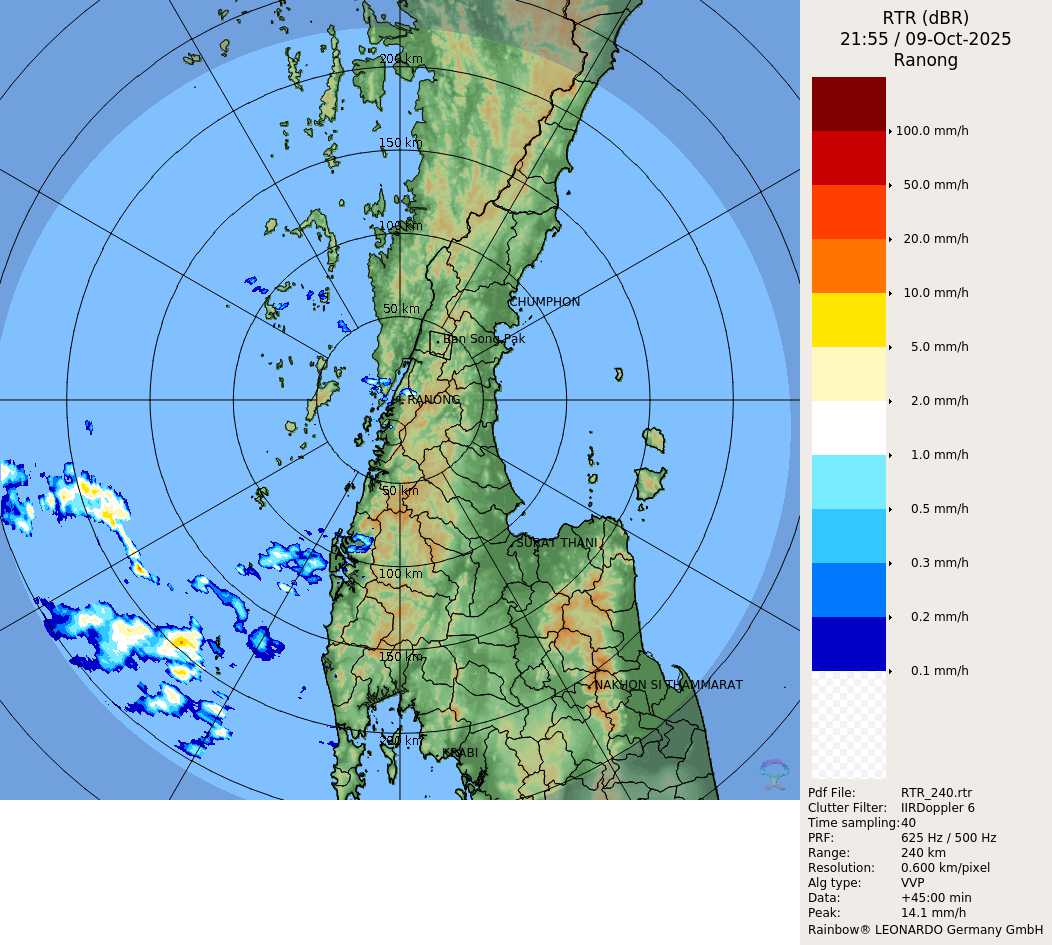 RTR (dBR)
21:55 / 09-Oct-2025
Ranong
200 km
150 km
100 km
50 km
CHUMPHON
Ban Song Pak
RANONG
50 km
SURAT THANI
100 km
150 km
NAKHON SI THAMMARAT
200 km
KRABI
100.0 mm/h
50.0 mm/h
20.0 mm/h
10.0 mm/h
5.0 mm/h
2.0 mm/h
1.0 mm/h
0.5 mm/h
0.3 mm/h
0.2 mm/h
0.1 mm/h
Pdf File: RTR_240.rtr
Clutter Filter: IIRDoppler 6
Time sampling: 40
PRF: 625 Hz / 500 Hz
Range: 240 km
Resolution: 0.600 km/pixel
Alg type: VVP
Data: +45:00 min
Peak: 14.1 mm/h
Rainbow® LEONARDO Germany GmbH